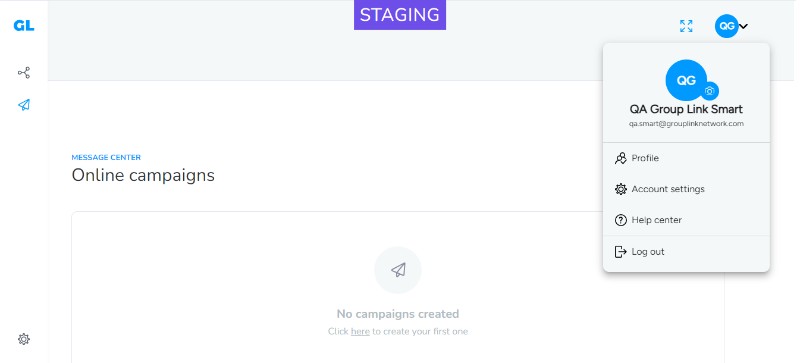 GL
STAGING
QG
QG
QA Group Link Smart
qa.smart@grouplinknetwork.com
Profile
Account settings
Help center
Log out
MESSAGE CENTER
Online campaigns
No campaigns created
Click here to create your first one